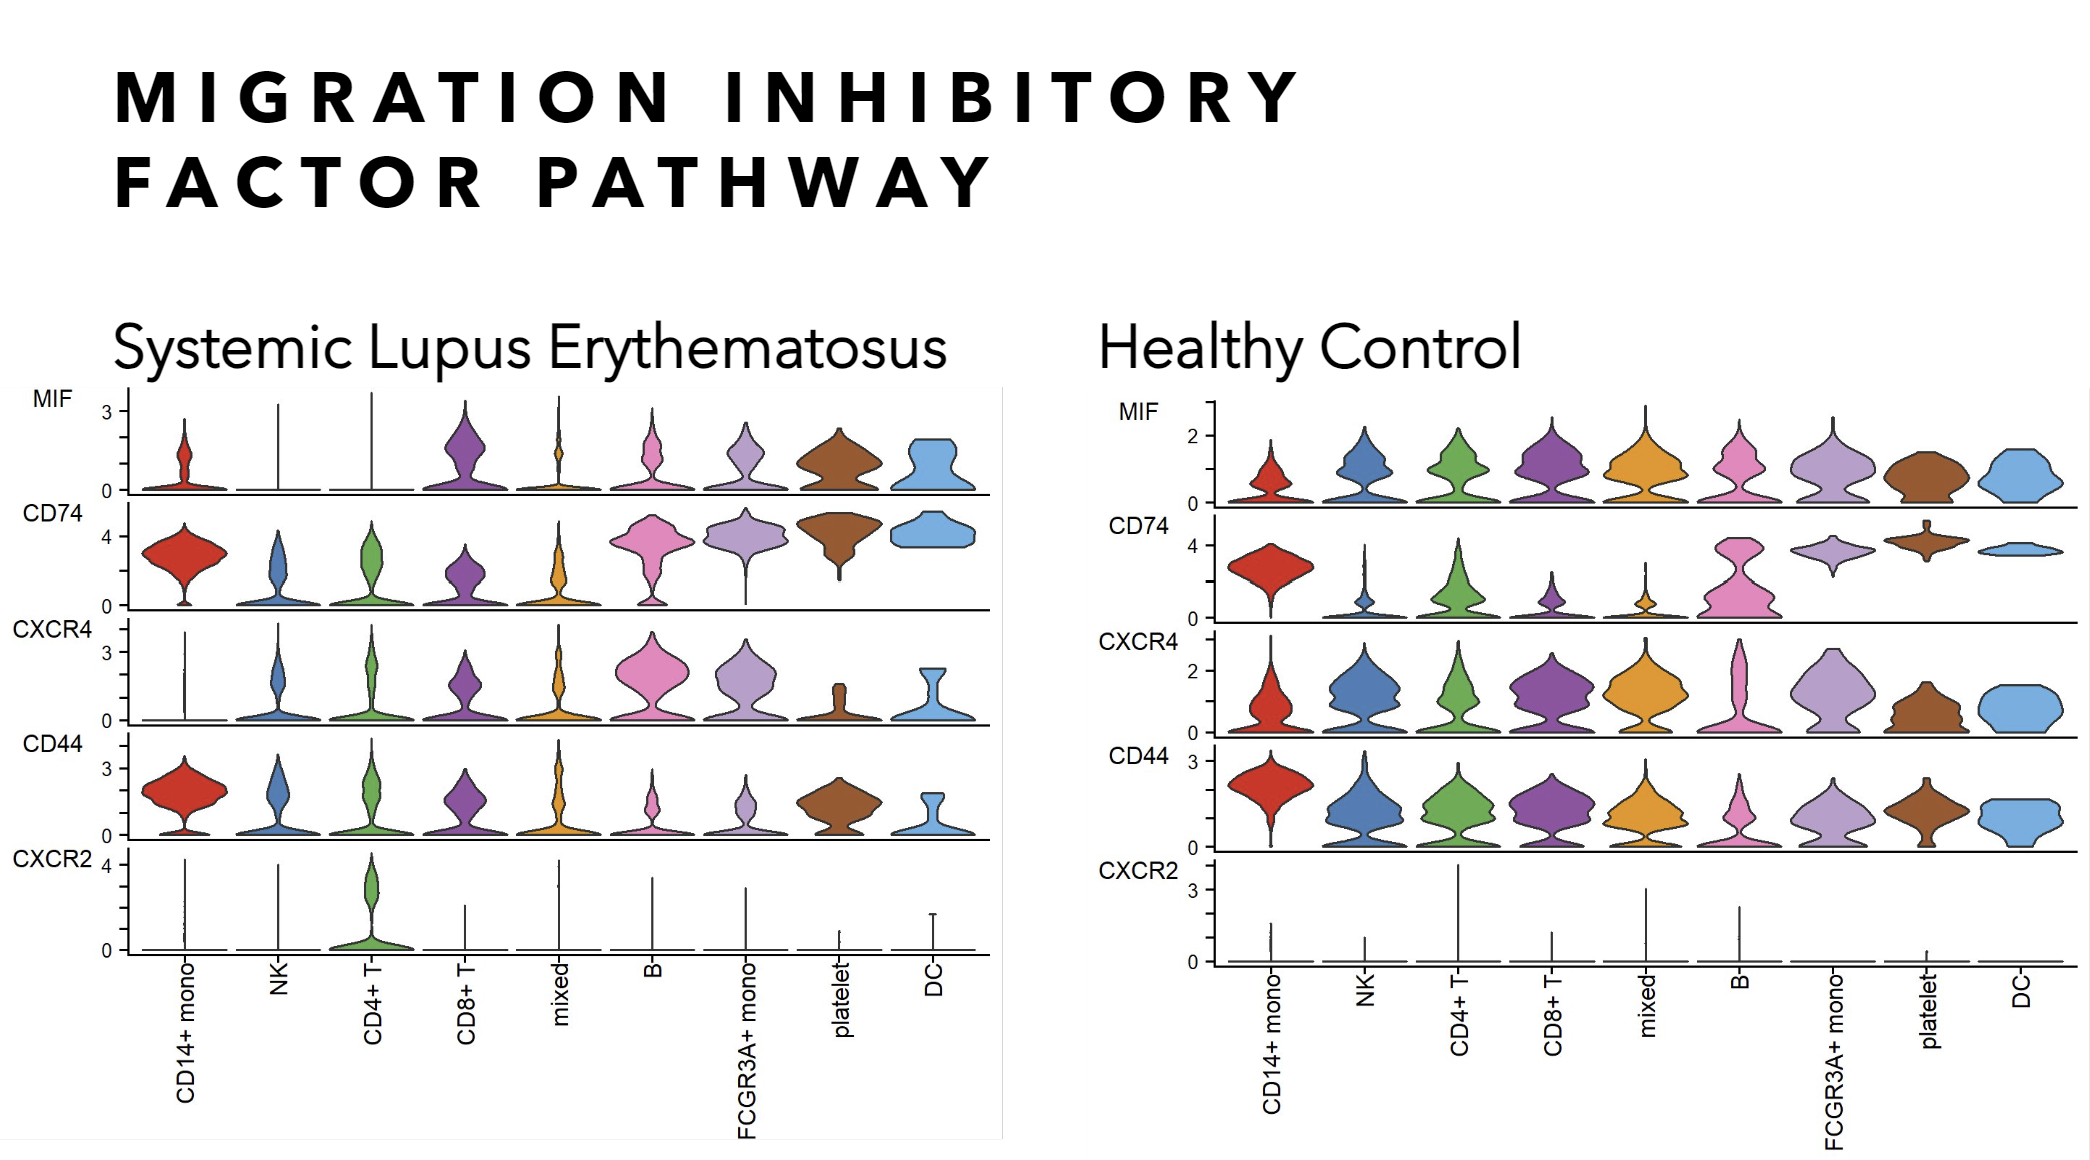 MIGRATION INHIBITORY
FACTOR PATHWAY
Systemic Lupus Erythematosus
MIF
3
0
CD74
4
0
CXCR4
3
0
CD44
3
0
CXCR2
4
0
CD14+ mono
NK
CD4+ T
CD8+ T
mixed
B
FCGR3A+ mono
platelet
DC
Healthy Control
MIF
2
0
CD74
4
0
CXCR4
2
0
CD44
3
0
CXCR2
3
0
CD14+ mono
NK
CD4+ T
CD8+ T
mixed
B
FCGR3A+ mono
platelet
DC